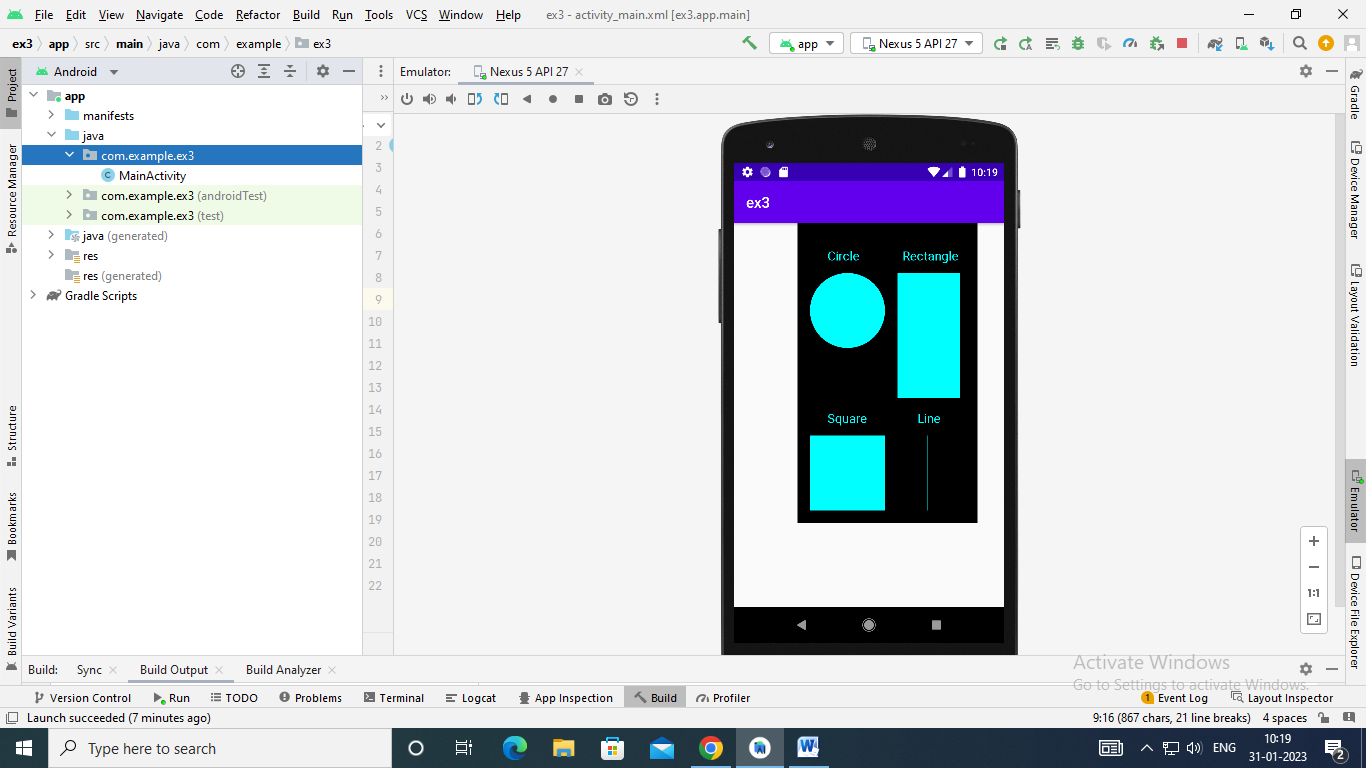 File Edit View Navigate Code Refactor Build Run Tools VCS Window Help ex3 - activity_main.xml [ex3.app.main]
ex3 app src main java com example ex3 app Nexus 5 API 27
Project
Android
Emulator: Nexus 5 API 27
Gradle
app
manifests
java
com.example.ex3
MainActivity
com.example.ex3 (androidTest)
com.example.ex3 (test)
java (generated)
res
res (generated)
Gradle Scripts
Resource Manager
Structure
Bookmarks
Build Variants
2
3
4
5
6
7
8
9
10
11
12
13
14
15
16
17
18
19
20
21
22
10:19
ex3
Circle Rectangle
Square Line
Device Manager
Layout Validation
Emulator
Device File Explorer
1:1
Build: Sync Build Output Build Analyzer
Activate Windows
Go to Settings to activate Windows.
Version Control Run TODO Problems Terminal Logcat App Inspection Build Profiler 1 Event Log Layout Inspector
Launch succeeded (7 minutes ago) 9:16 (867 chars, 21 line breaks) 4 spaces
Type here to search
ENG 10:19
31-01-2023
2